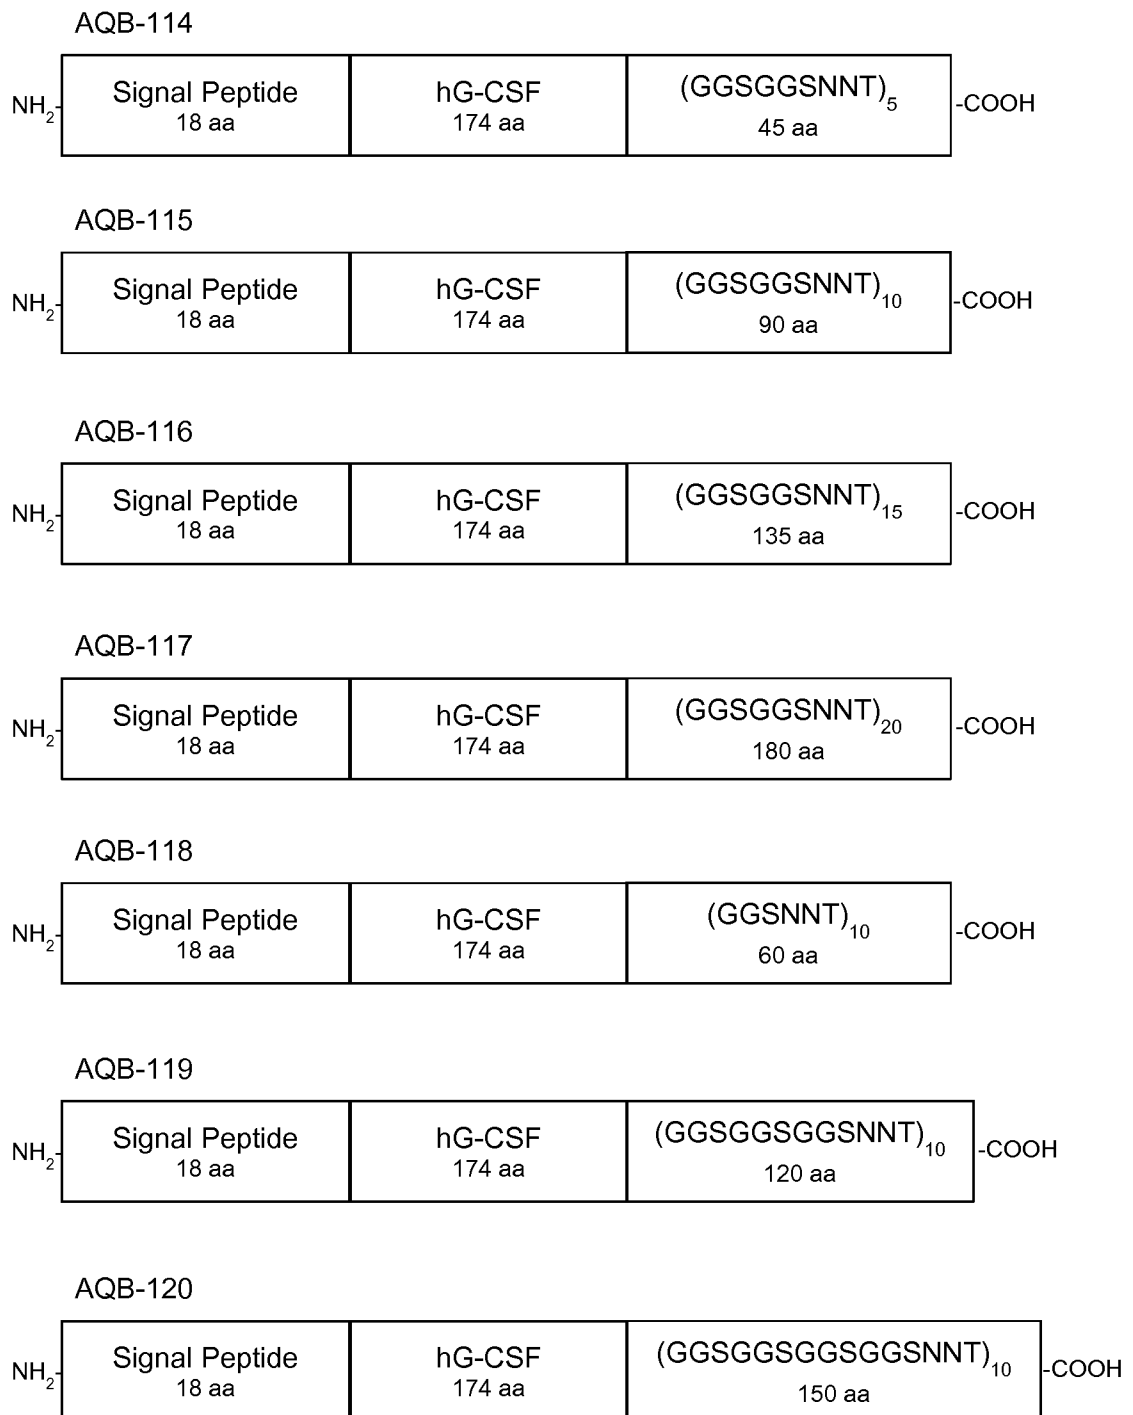 AQB-114
NH2- Signal Peptide hG-CSF (GGSGGSNNT)5 -COOH
18 aa 174 aa 45 aa
AQB-115
NH2- Signal Peptide hG-CSF (GGSGGSNNT)10 -COOH
18 aa 174 aa 90 aa
AQB-116
NH2- Signal Peptide hG-CSF (GGSGGSNNT)15 -COOH
18 aa 174 aa 135 aa
AQB-117
NH2- Signal Peptide hG-CSF (GGSGGSNNT)20 -COOH
18 aa 174 aa 180 aa
AQB-118
NH2- Signal Peptide hG-CSF (GGSNNT)10 -COOH
18 aa 174 aa 60 aa
AQB-119
NH2- Signal Peptide hG-CSF (GGSGGSGGSNNT)10 -COOH
18 aa 174 aa 120 aa
AQB-120
NH2- Signal Peptide hG-CSF (GGSGGSGGSGGSNNT)10 -COOH
18 aa 174 aa 150 aa